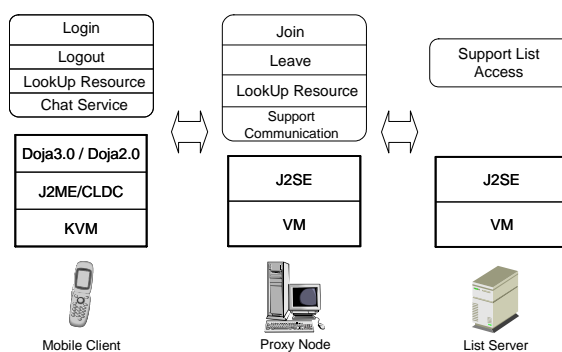 Login
Logout
LookUp Resource
Chat Service
Doja3.0 / Doja2.0
J2ME/CLDC
KVM
Mobile Client
Join
Leave
LookUp Resource
Support
Communication
J2SE
VM
Proxy Node
Support List
Access
J2SE
VM
List Server